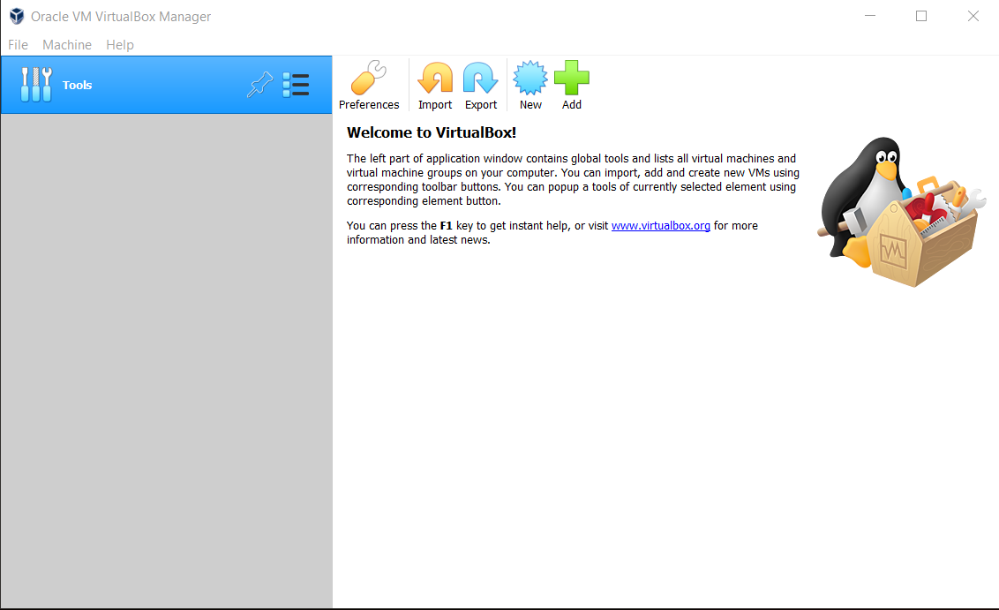 Oracle VM VirtualBox Manager
File Machine Help
Tools
Preferences Import Export New Add
Welcome to VirtualBox!
The left part of application window contains global tools and lists all virtual machines and
virtual machine groups on your computer. You can import, add and create new VMs using
corresponding toolbar buttons. You can popup a tools of currently selected element using
corresponding element button.
You can press the F1 key to get instant help, or visit www.virtualbox.org for more
information and latest news.